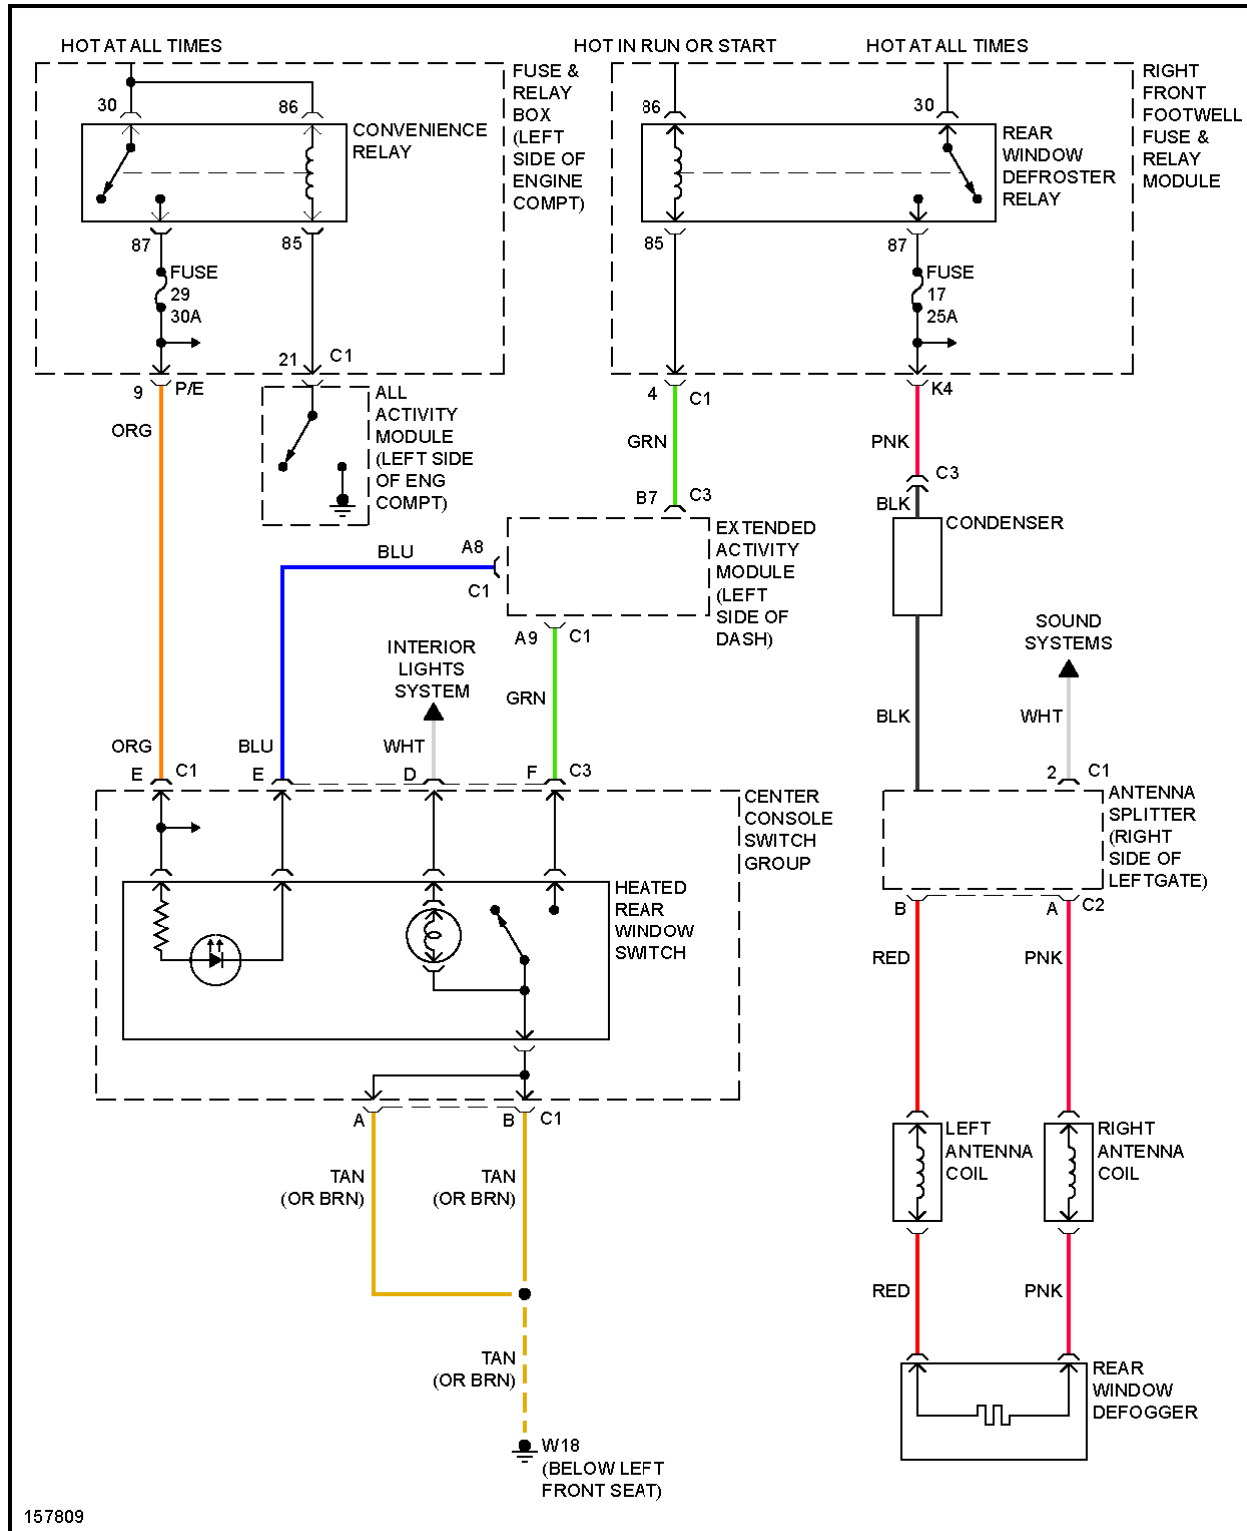 HOT AT ALL TIMES
HOT IN RUN OR START
HOT AT ALL TIMES
30
86
CONVENIENCE
RELAY
FUSE &
RELAY
BOX
(LEFT
SIDE OF
ENGINE
COMPT)
86
30
REAR
WINDOW
DEFROSTER
RELAY
RIGHT
FRONT
FOOTWELL
FUSE &
RELAY
MODULE
87
85
FUSE
29
30A
85
87
FUSE
17
25A
21
C1
9
P/E
ALL
ACTIVITY
MODULE
(LEFT SIDE
OF ENG
COMPT)
4
C1
K4
ORG
GRN
PNK
C3
B7
C3
BLK
CONDENSER
BLU
A8
C1
EXTENDED
ACTIVITY
MODULE
(LEFT
SIDE OF
DASH)
A9
C1
INTERIOR
LIGHTS
SYSTEM
SOUND
SYSTEMS
GRN
BLK
WHT
ORG
BLU
WHT
E
C1
E
D
F
C3
2
C1
CENTER
CONSOLE
SWITCH
GROUP
ANTENNA
SPLITTER
(RIGHT
SIDE OF
LEFTGATE)
HEATED
REAR
WINDOW
SWITCH
B
A
C2
RED
PNK
A
B
C1
LEFT
ANTENNA
COIL
RIGHT
ANTENNA
COIL
TAN
(OR BRN)
TAN
(OR BRN)
RED
PNK
TAN
(OR BRN)
REAR
WINDOW
DEFOGGER
W18
(BELOW LEFT
FRONT SEAT)
157809